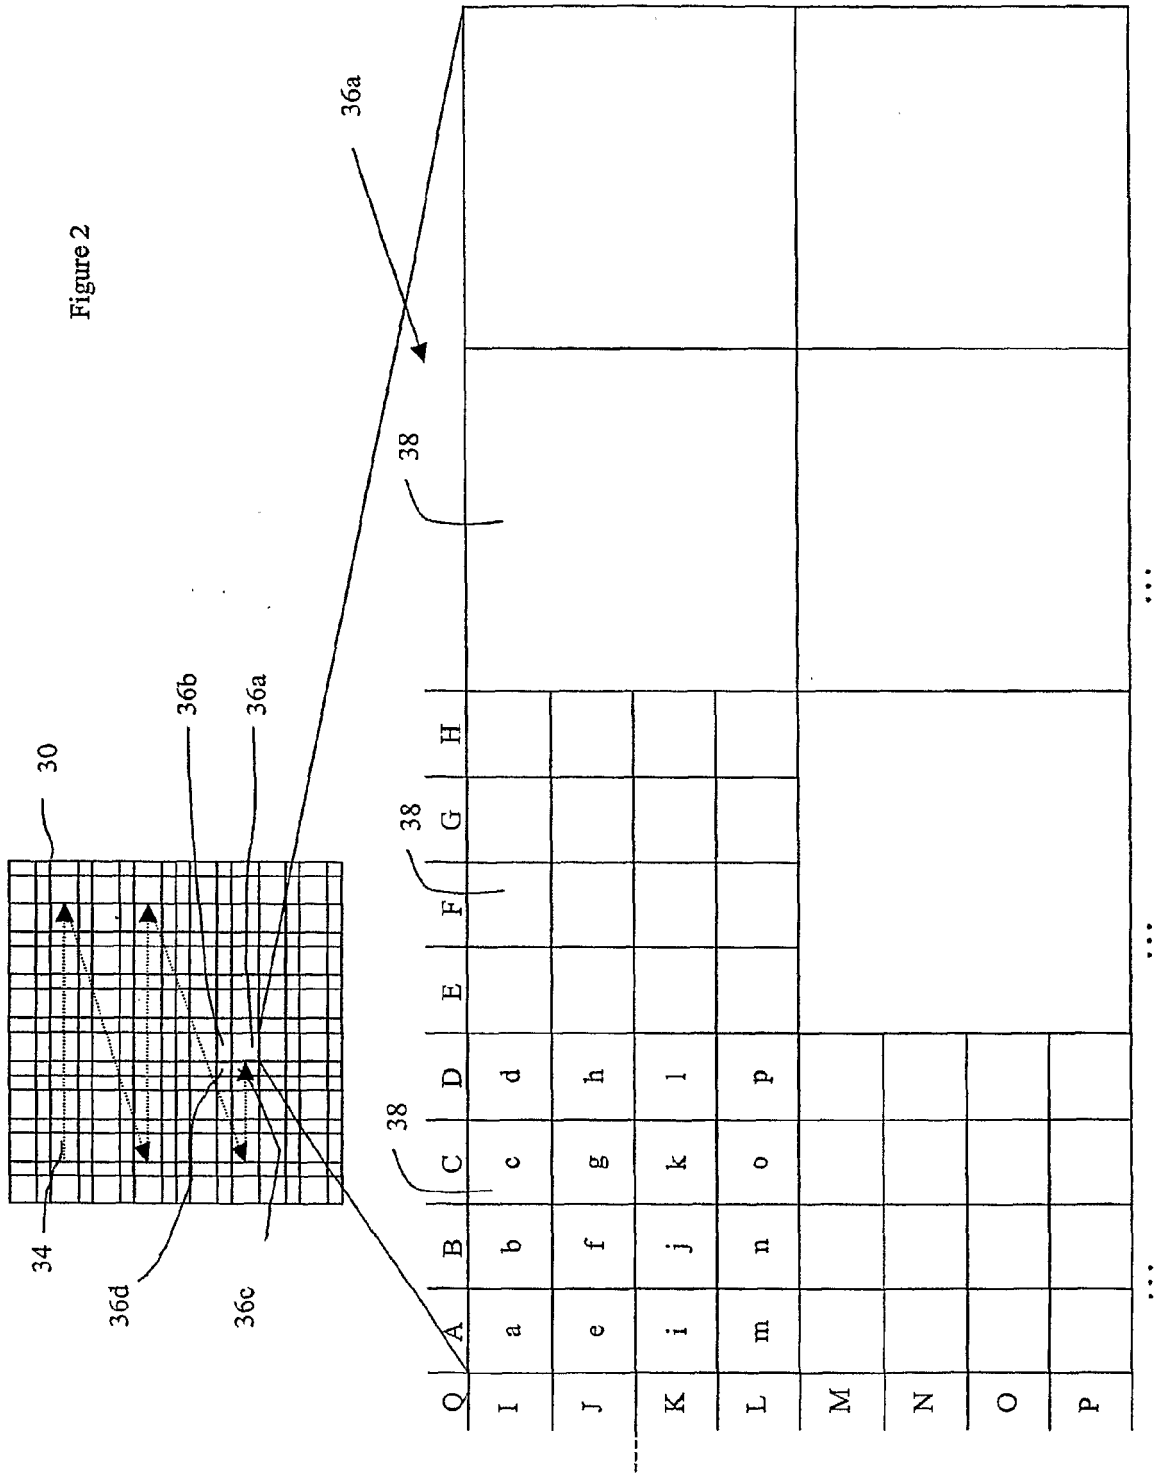 Figure 2
30
34
36b
36a
36d
36c
36a
38
38
38
Q A B C D E F G H
I a b c d
J e f g h
K i j k l
L m n o p
M
N
O
P
... ... ...